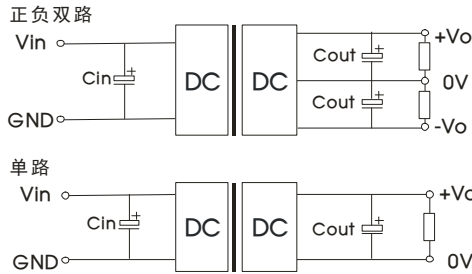 正负双路
Vin
+Vo
Cin
+
DC
DC
Cout
+
0V
Cout
+
GND
-Vo
单路
Vin
+Vo
Cin
+
DC
DC
Cout
+
GND
0V